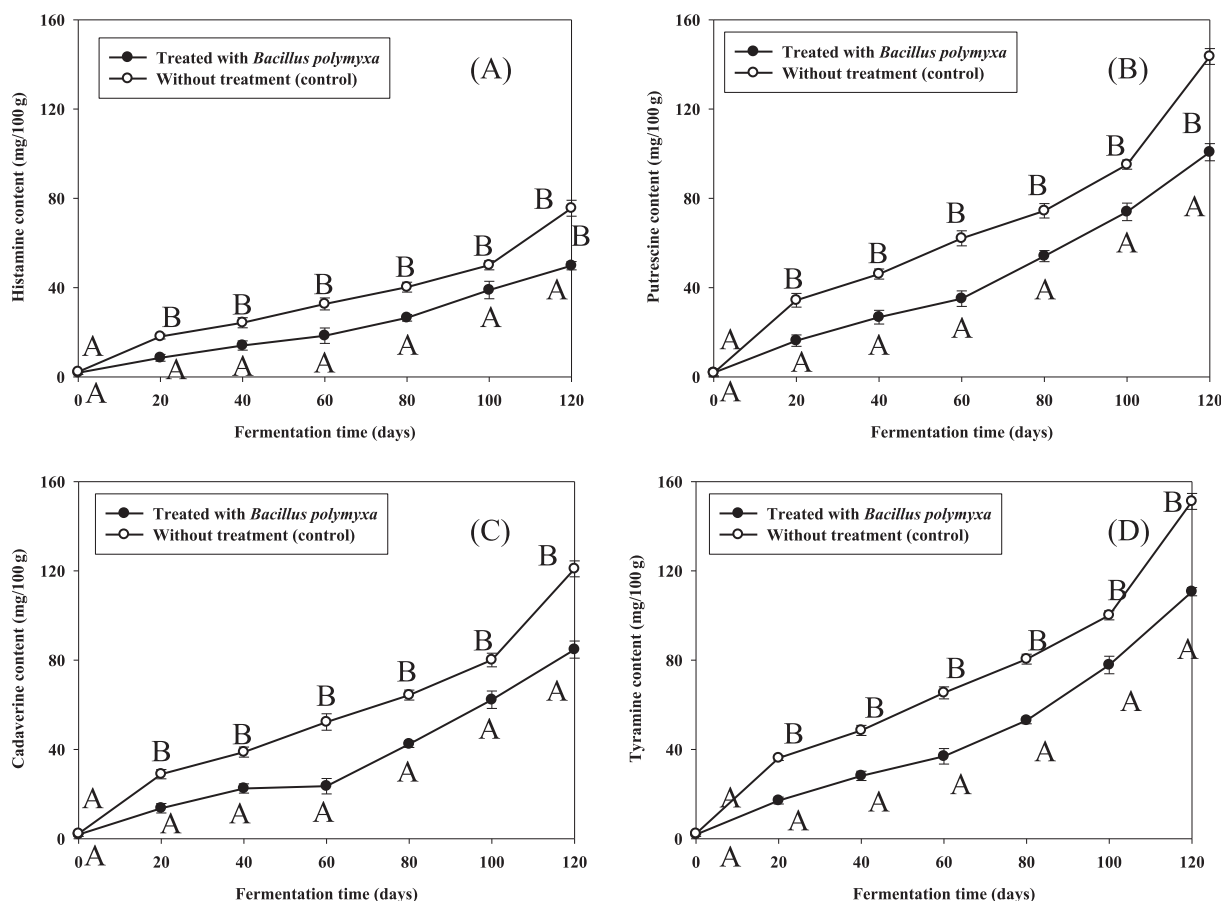 160
120
80
40
0
Histamine content (mg/100 g)
Treated with Bacillus polymyxa
Without treatment (control)
(A)
A B B B B B B B
A A A A A A A
0 20 40 60 80 100 120
Fermentation time (days)
160
120
80
40
0
Putrescine content (mg/100 g)
Treated with Bacillus polymyxa
Without treatment (control)
(B)
A B B B B B B
A A A A A A A
0 20 40 60 80 100 120
Fermentation time (days)
160
120
80
40
0
Cadaverine content (mg/100 g)
Treated with Bacillus polymyxa
Without treatment (control)
(C)
A B B B B B B
A A A A A A A
0 20 40 60 80 100 120
Fermentation time (days)
160
120
80
40
0
Tyramine content (mg/100 g)
Treated with Bacillus polymyxa
Without treatment (control)
(D)
A B B B B B B
A A A A A A A
0 20 40 60 80 100 120
Fermentation time (days)